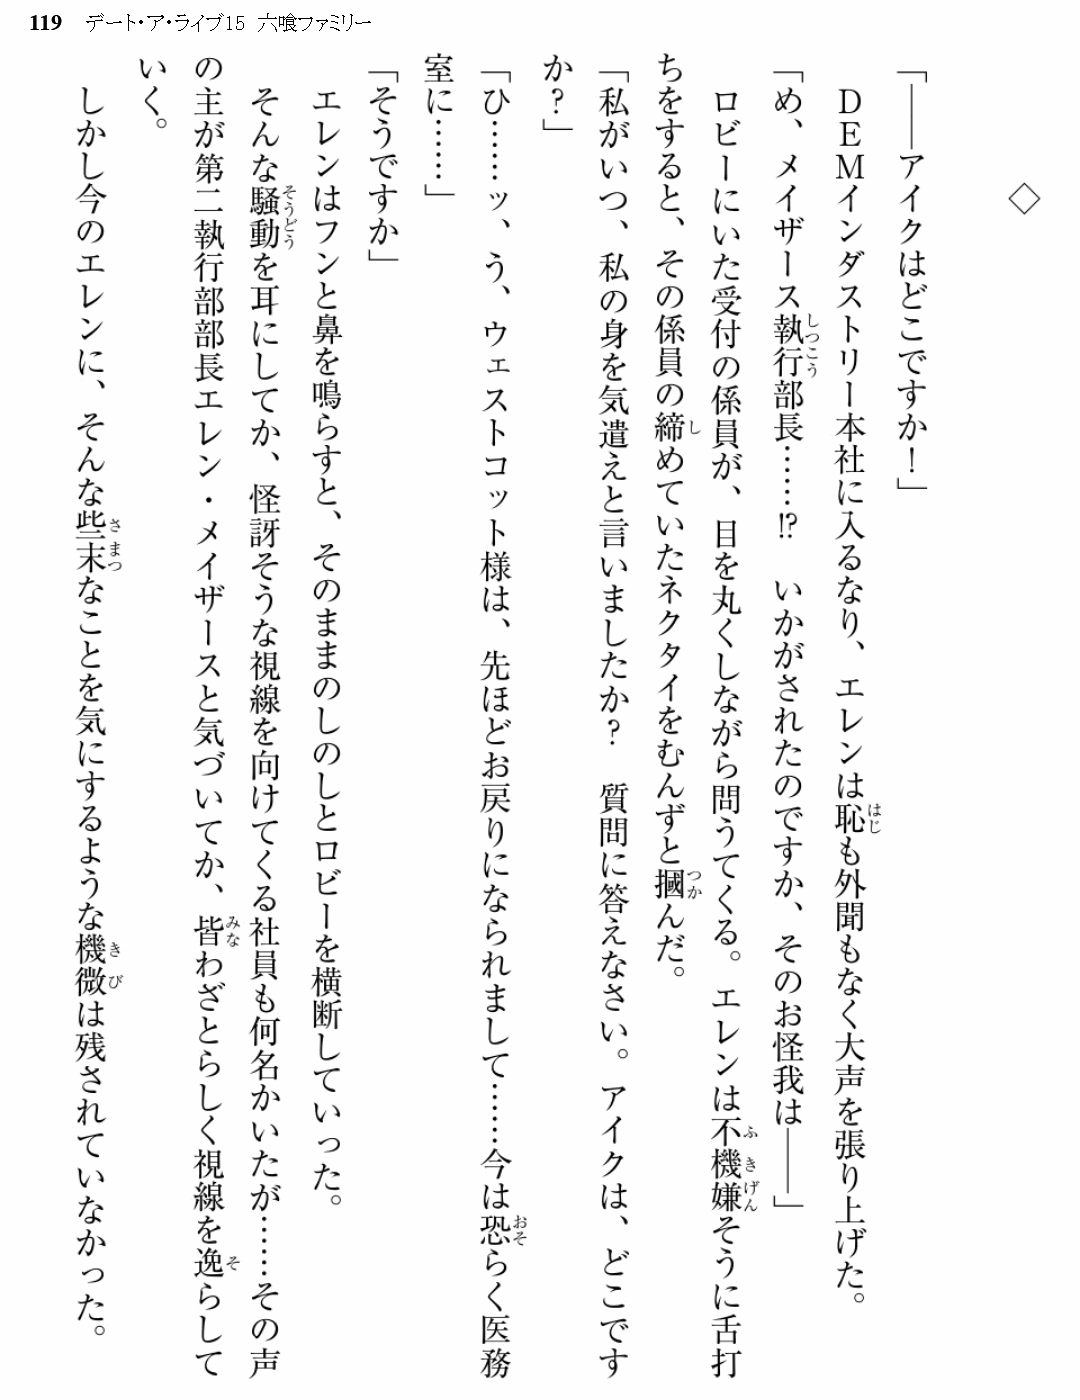 119 デート・ア・ライブ15 六喰ファミリー
◇
「――アイクはどこですか！」
　ＤＥＭインダストリー本社に入るなり、エレンは恥も外聞もなく大声を張り上げた。
「め、メイザース執行部長……!?　いかがされたのですか、そのお怪我は――」
　ロビーにいた受付の係員が、目を丸くしながら問うてくる。エレンは不機嫌そうに舌打
ちをすると、その係員の締めていたネクタイをむんずと摑んだ。
「私がいつ、私の身を気遣えと言いましたか？　質問に答えなさい。アイクは、どこです
か？」
「ひ……ッ、う、ウェストコット様は、先ほどお戻りになられまして……今は恐らく医務
室に……」
「そうですか」
　エレンはフンと鼻を鳴らすと、そのままのしのしとロビーを横断していった。
　そんな騒動を耳にしてか、怪訝そうな視線を向けてくる社員も何名かいたが……その声
の主が第二執行部部長エレン・メイザースと気づいてか、皆わざとらしく視線を逸らして
いく。
　しかし今のエレンに、そんな些末なことを気にするような機微は残されていなかった。